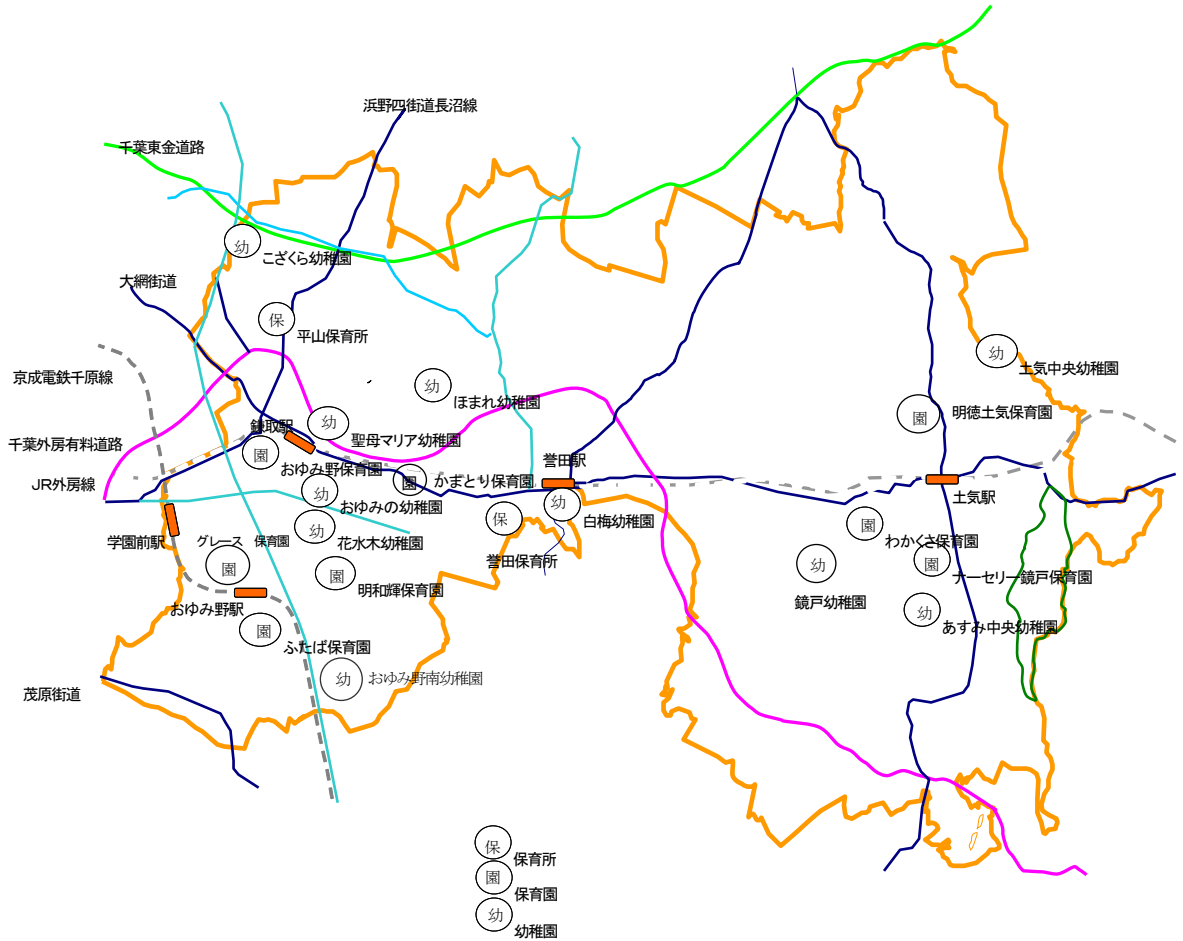 浜野四街道長沼線
千葉東金道路
幼
こざくら幼稚園
大網街道
保
平山保育所
幼
土気中央幼稚園
京成電鉄千原線
幼
ほまれ幼稚園
園
明徳土気保育園
鎌取駅
幼
聖母マリア幼稚園
千葉外房有料道路
園
おゆみ野保育園
誉田駅
園
かまとり保育園
JR外房線
幼
おゆみの幼稚園
土気駅
幼
白梅幼稚園
保
誉田保育所
学園前駅
グレース 保育園
園
幼
花水木幼稚園
園
わかくさ保育園
園
明和輝保育園
幼
鏡戸幼稚園
園
ナーセリー鏡戸保育園
おゆみ野駅
幼
あすみ中央幼稚園
園
ふたば保育園
幼
おゆみ野南幼稚園
茂原街道
保
保育所
園
保育園
幼
幼稚園